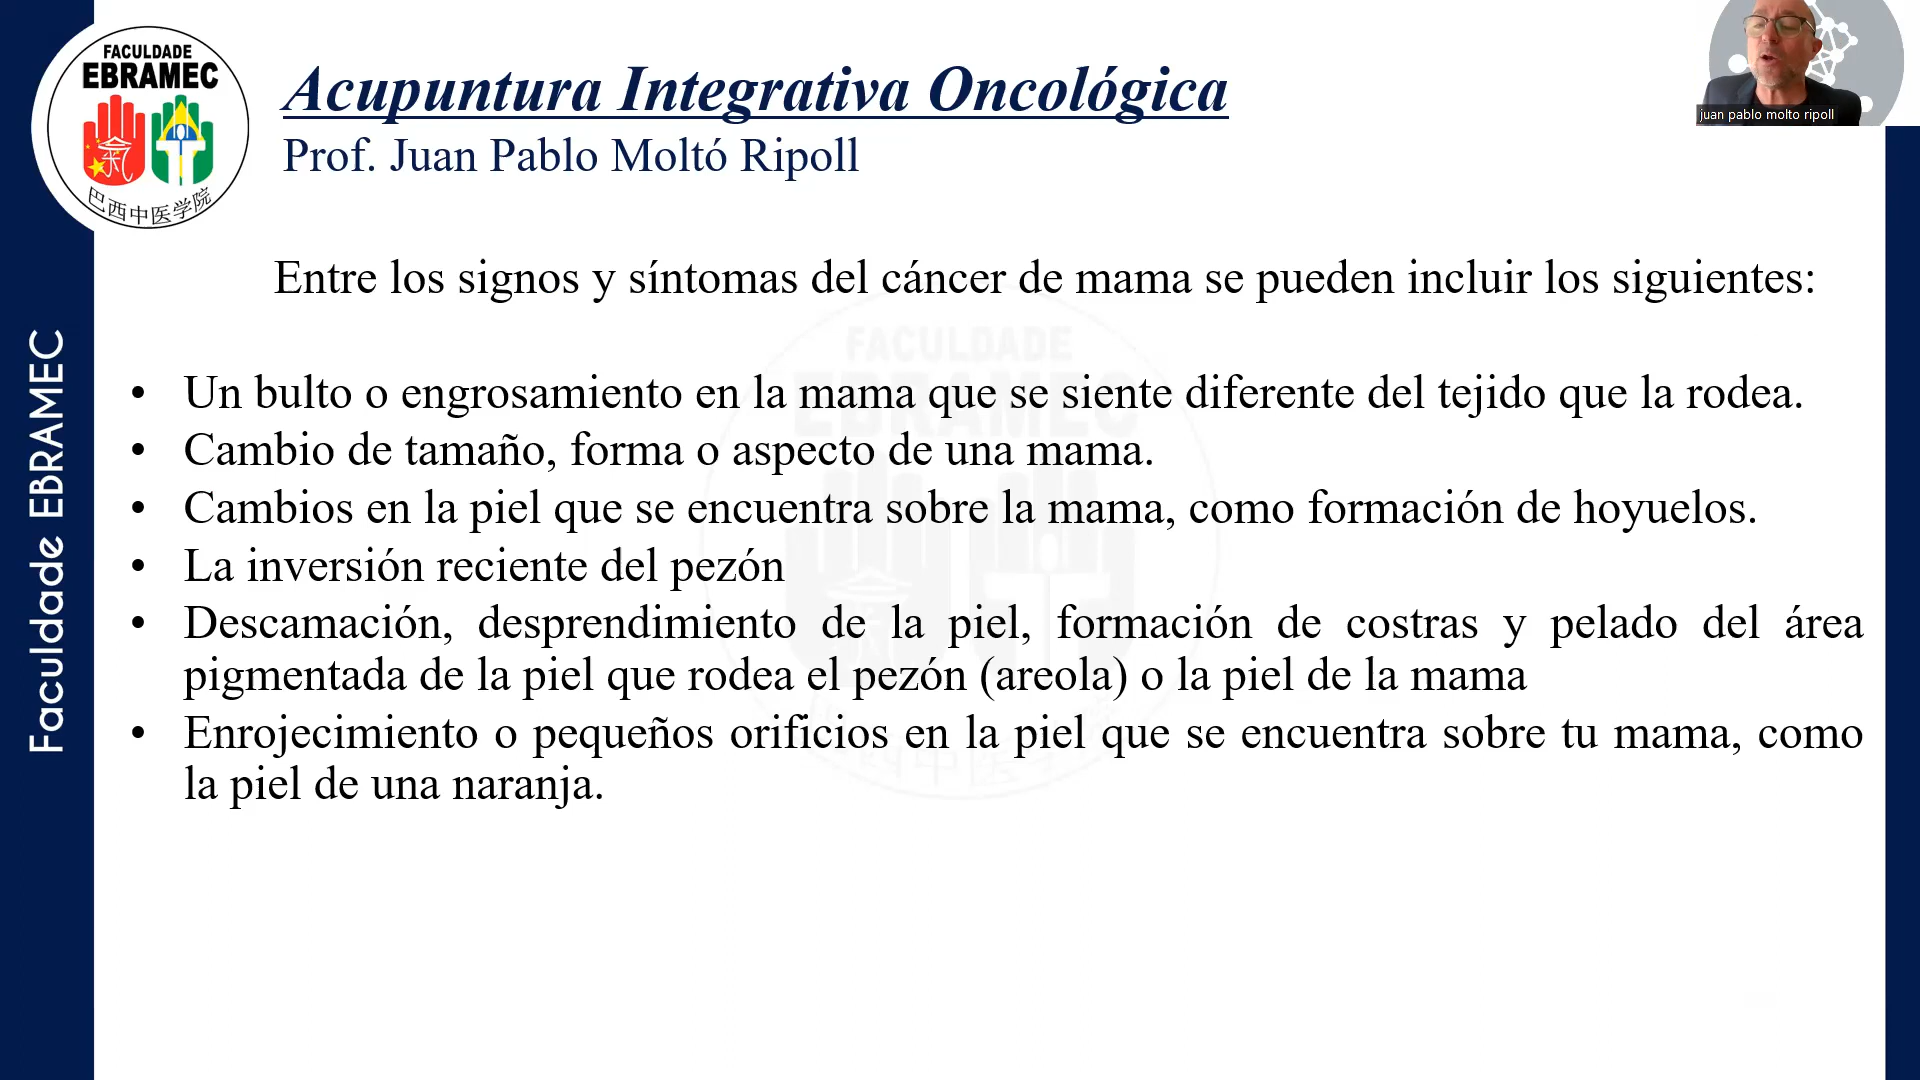 FACULDADE
EBRAMEC
巴西中医学院
Acupuntura Integrativa Oncológica
Prof. Juan Pablo Moltó Ripoll
juan pablo molto ripoll
Faculdade EBRAMEC
Entre los signos y síntomas del cáncer de mama se pueden incluir los siguientes:
• Un bulto o engrosamiento en la mama que se siente diferente del tejido que la rodea.
• Cambio de tamaño, forma o aspecto de una mama.
• Cambios en la piel que se encuentra sobre la mama, como formación de hoyuelos.
• La inversión reciente del pezón
• Descamación, desprendimiento de la piel, formación de costras y pelado del área
pigmentada de la piel que rodea el pezón (areola) o la piel de la mama
• Enrojecimiento o pequeños orificios en la piel que se encuentra sobre tu mama, como
la piel de una naranja.
FACULDADE
EBRAMEC